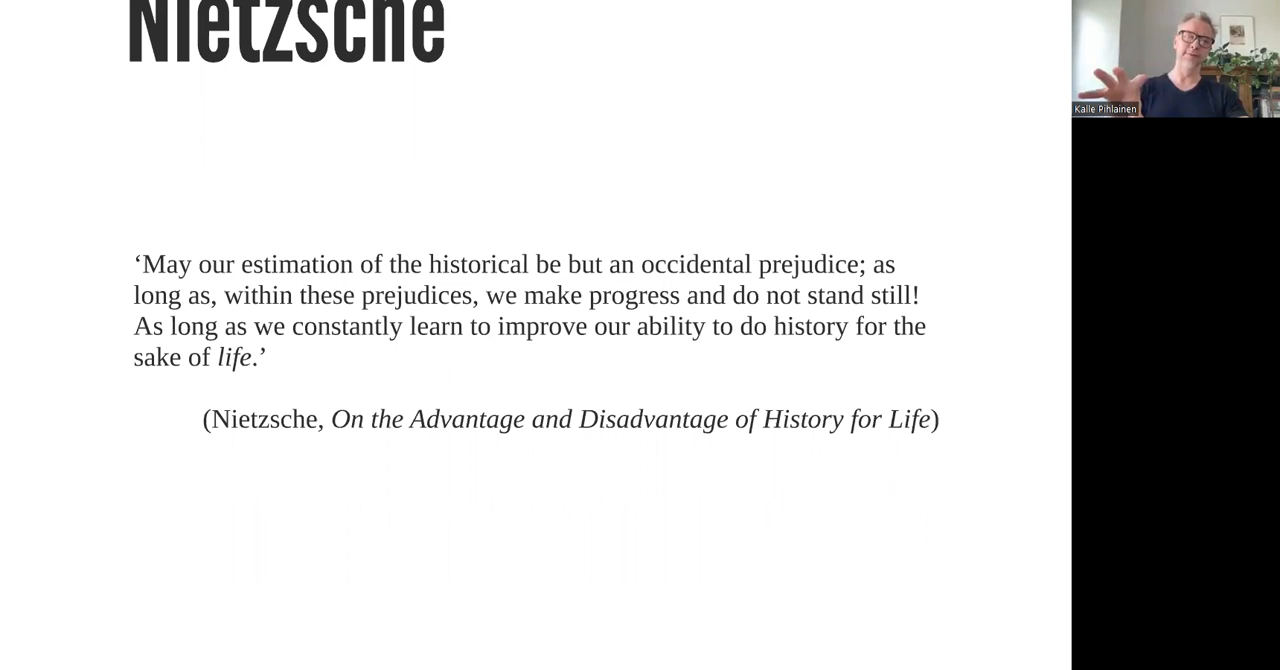 Nietzsche
Kalle Pihlainen
‘May our estimation of the historical be but an occidental prejudice; as
long as, within these prejudices, we make progress and do not stand still!
As long as we constantly learn to improve our ability to do history for the
sake of life.’
(Nietzsche, On the Advantage and Disadvantage of History for Life)